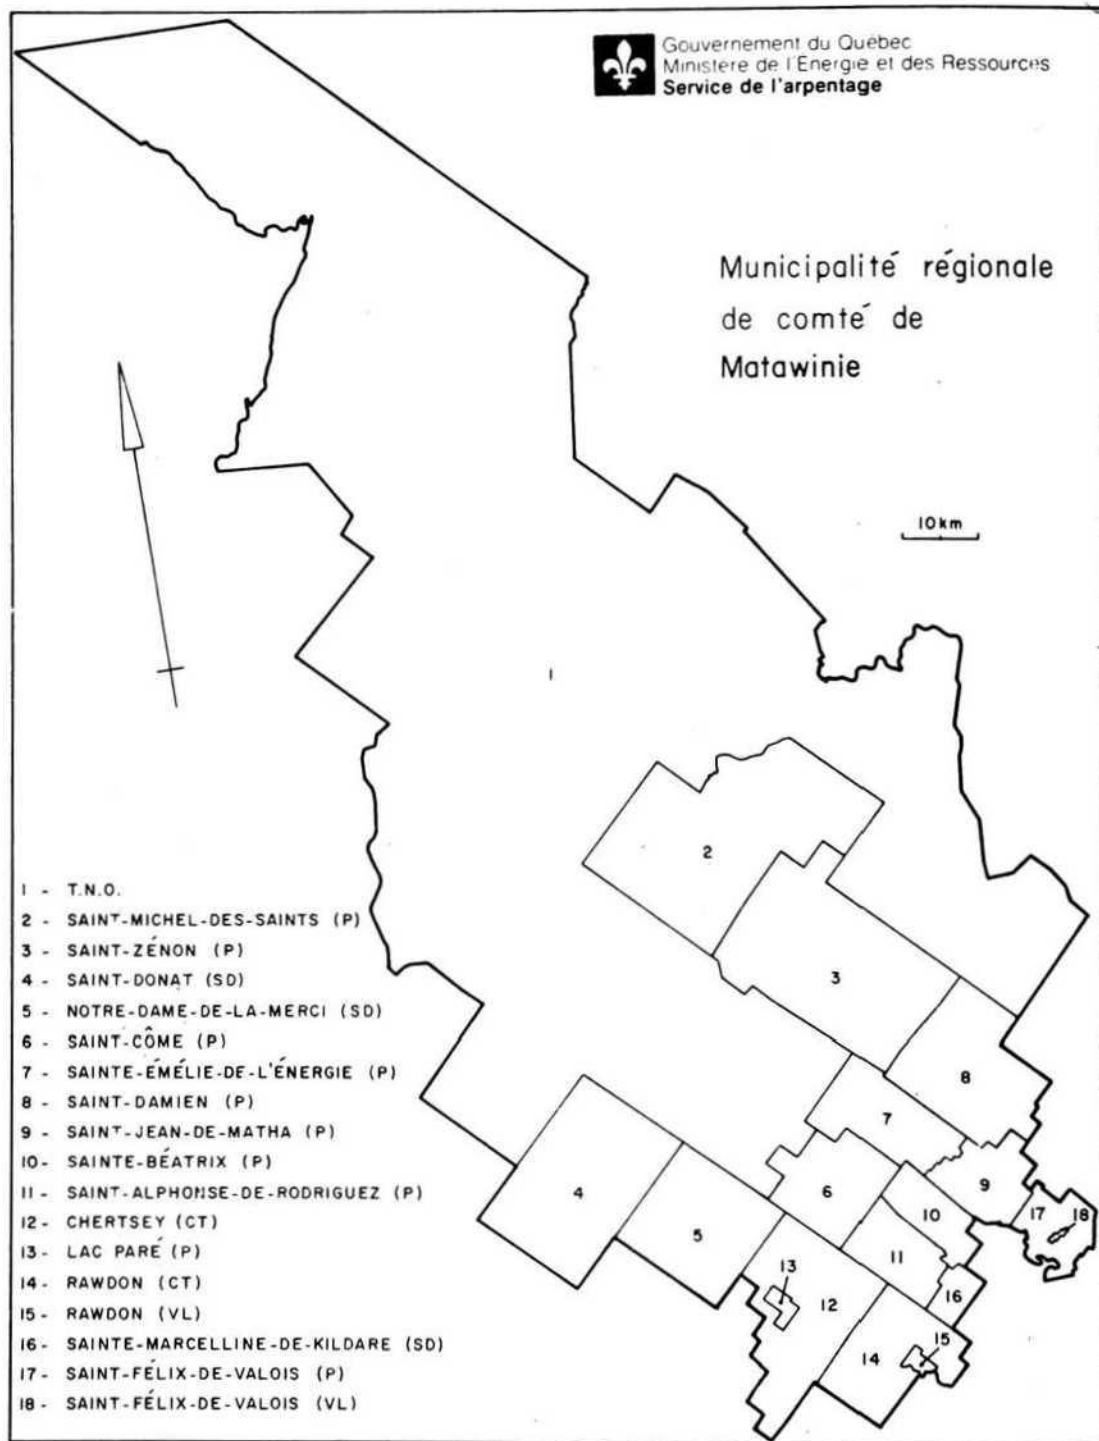 Gouvernement du Québec
Ministère de l'Énergie et des Ressources
Service de l'arpentage
Municipalité régionale
de comté de
Matawinie
10 km
1
2
3
8
7
9
4
6
17
18
10
5
11
13
12
16
15
14
1 - T.N.O.
2 - SAINT-MICHEL-DES-SAINTS (P)
3 - SAINT-ZÉNON (P)
4 - SAINT-DONAT (SD)
5 - NOTRE-DAME-DE-LA-MERCI (SD)
6 - SAINT-CÔME (P)
7 - SAINTE-ÉMÉLIE-DE-L'ÉNERGIE (P)
8 - SAINT-DAMIEN (P)
9 - SAINT-JEAN-DE-MATHA (P)
10- SAINTE-BÉATRIX (P)
11- SAINT-ALPHONSE-DE-RODRIGUEZ (P)
12- CHERTSEY (CT)
13- LAC PARÉ (P)
14- RAWDON (CT)
15- RAWDON (VL)
16- SAINTE-MARCELLINE-DE-KILDARE (SD)
17- SAINT-FÉLIX-DE-VALOIS (P)
18- SAINT-FÉLIX-DE-VALOIS (VL)